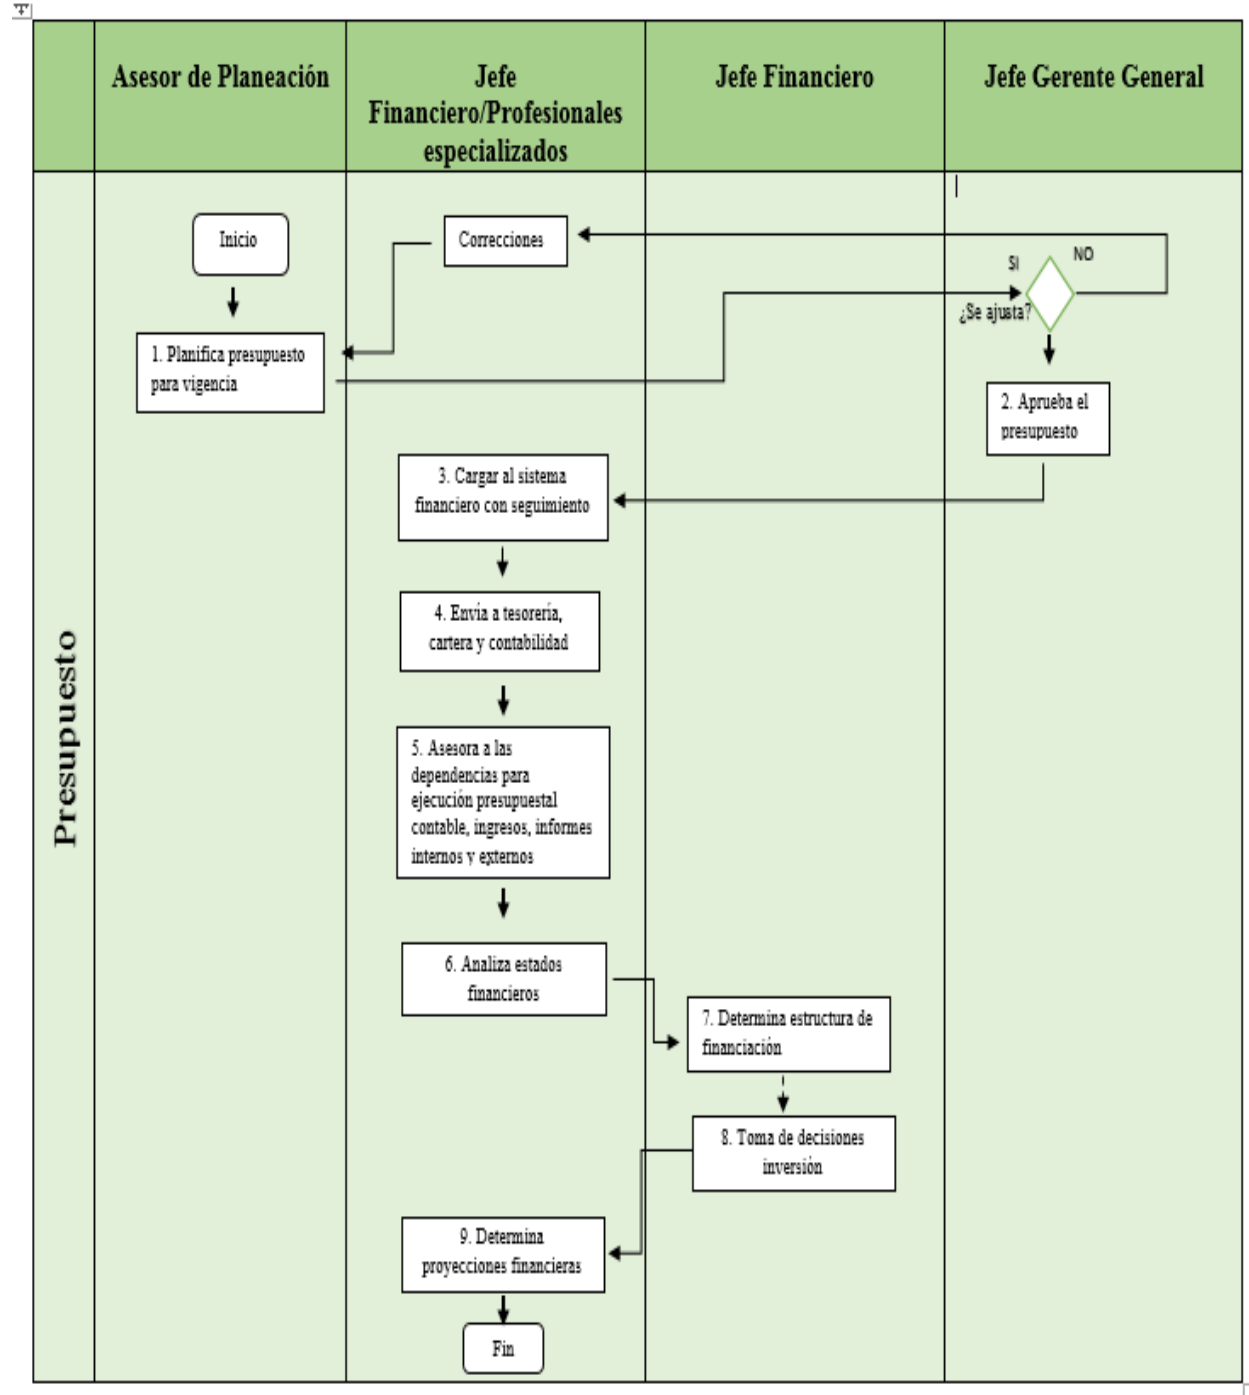 Asesor de Planeación
Jefe
Financiero/Profesionales
especializados
Jefe Financiero
Jefe Gerente General
Presupuesto
Inicio
Correcciones
SI
NO
¿Se ajusta?
1. Planifica presupuesto
para vigencia
2. Aprueba el
presupuesto
3. Cargar al sistema
financiero con seguimiento
4. Envía a tesorería,
cartera y contabilidad
5. Asesora a las
dependencias para
ejecución presupuestal
contable, ingresos, informes
internos y externos
6. Analiza estados
financieros
7. Determina estructura de
financiación
8. Toma de decisiones
inversión
9. Determina
proyecciones financieras
Fin